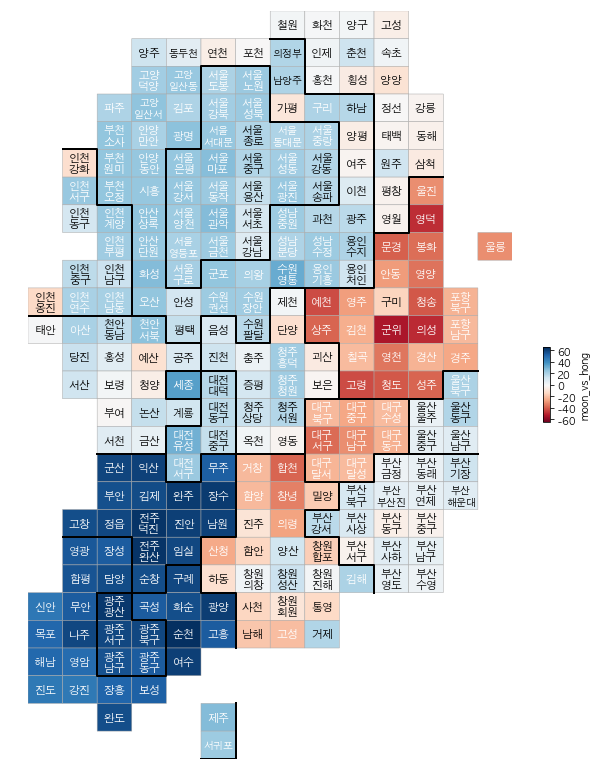 철원 화천 양구 고성
양주 동두천 연천 포천 의정부 인제 춘천 속초
고양 고양 서울 서울 남양주 홍천 횡성 양양
덕양 일산동 도봉 노원
파주 고양 김포 서울 서울 가평 구리 하남 정선 강릉
일산서 강북 성북
부천 안양 광명 서울 서울 서울 서울 양평 태백 동해
소사 만안 서대문 종로 동대문 중랑
인천 부천 안양 서울 서울 서울 서울 서울 여주 원주 삼척
강화 원미 동안 은평 마포 중구 성동 강동
인천 부천 시흥 서울 서울 서울 서울 서울 이천 평창 울진
서구 오정 강서 동작 용산 광진 송파
인천 인천 안산 서울 서울 서울 성남 과천 광주 영월 영덕
동구 계양 상록 양천 관악 서초 중원
인천 안산 서울 서울 서울 성남 성남 용인 문경 봉화 울릉
부평 단원 영등포 금천 강남 분당 수정 수지
인천 인천 화성 서울 군포 의왕 수원 용인 용인 안동 영양
중구 남구 구로 영통 기흥 처인
인천 인천 인천 오산 안성 수원 수원 제천 예천 영주 구미 청송 포항
옹진 연수 남동 권선 장안 북구
태안 아산 천안 천안 평택 음성 수원 단양 상주 김천 군위 의성 포항
동남 서북 팔달 남구
당진 홍성 예산 공주 진천 충주 청주 괴산 칠곡 영천 경산 경주
흥덕
서산 보령 청양 세종 대전 증평 청주 보은 고령 청도 성주 울산
대덕 청원 북구
부여 논산 계룡 대전 청주 청주 대구 대구 대구 울산 울산
동구 상당 서원 북구 중구 수성 울주 동구
서천 금산 대전 대전 옥천 영동 대구 대구 대구 울산 울산
유성 중구 서구 남구 동구 중구 남구
군산 익산 대전 무주 거창 합천 대구 대구 부산 부산 부산
서구 달서 달성 금정 동래 기장
부안 김제 완주 장수 함양 창녕 밀양 부산 부산 부산 부산
북구 부산진 연제 해운대
고창 정읍 전주 진안 남원 진주 의령 부산 부산 부산 부산
덕진 강서 사상 동구 중구
영광 장성 전주 임실 산청 함안 양산 창원 부산 부산 부산
완산 합포 서구 사하 남구
함평 담양 순창 구례 하동 창원 창원 창원 김해 부산 부산
의창 성산 진해 영도 수영
신안 무안 광주 곡성 화순 광양 사천 창원 통영
광산 회원
목포 나주 광주 광주 순천 고흥 남해 고성 거제
서구 북구
해남 영암 광주 광주 여수
남구 동구
진도 강진 장흥 보성
완도 제주
서귀포
60
40
20
0
-20
-40
-60
moon_vs_hong